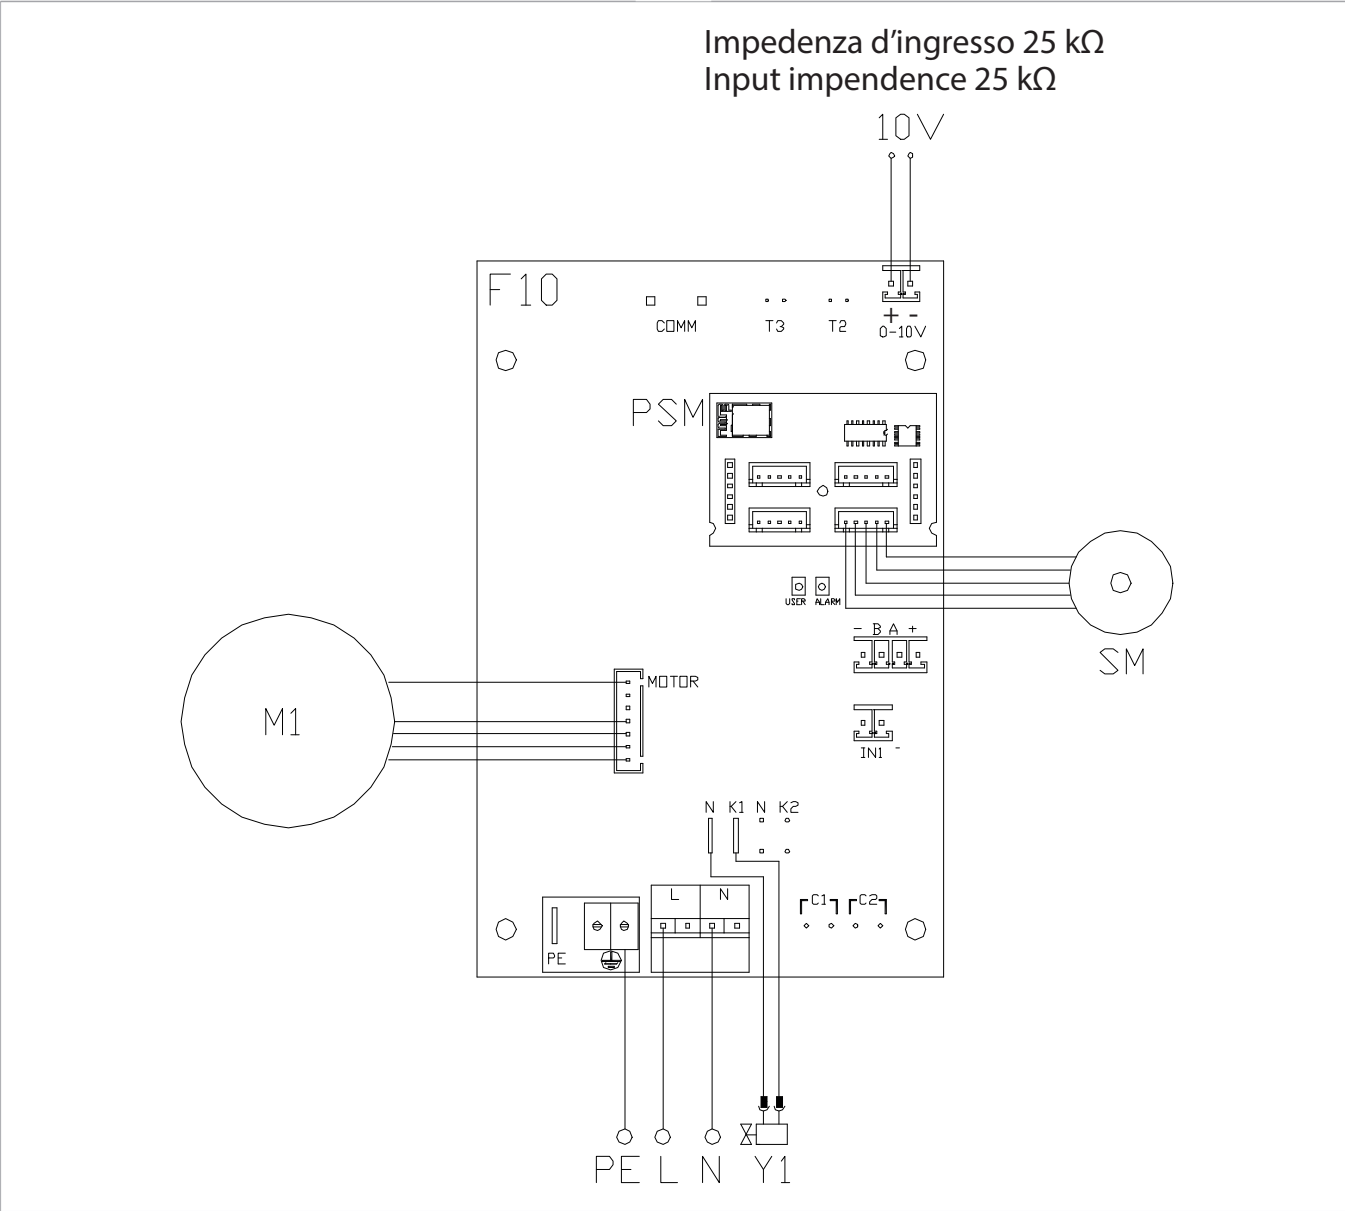 Impedenza d’ingresso 25 kΩ
Input impendence 25 kΩ
10V
F10
COMM
T3
T2
+ -
0-10V
PSM
USER
ALARM
- B A +
SM
MOTOR
M1
IN1 -
N K1 N K2
L
N
C1
C2
PE
PE L N Y1